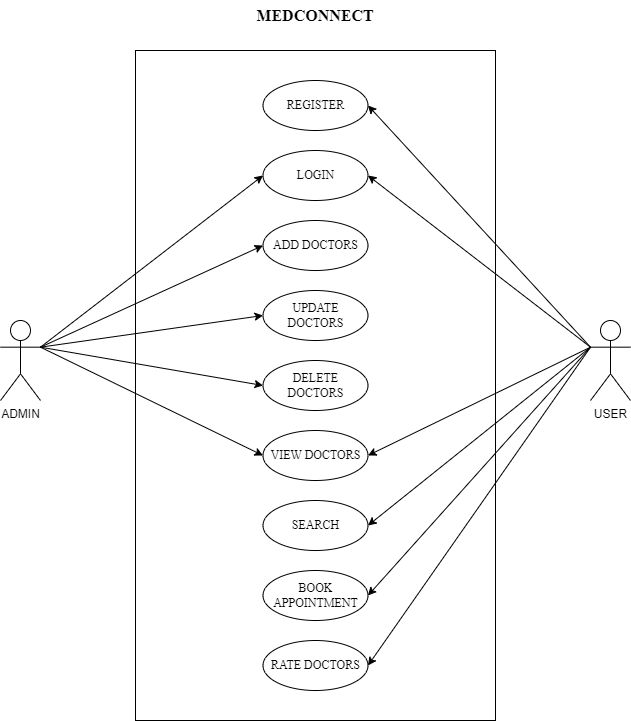 MEDCONNECT
REGISTER
LOGIN
ADD DOCTORS
UPDATE
DOCTORS
DELETE
DOCTORS
ADMIN
USER
VIEW DOCTORS
SEARCH
BOOK
APPOINTMENT
RATE DOCTORS